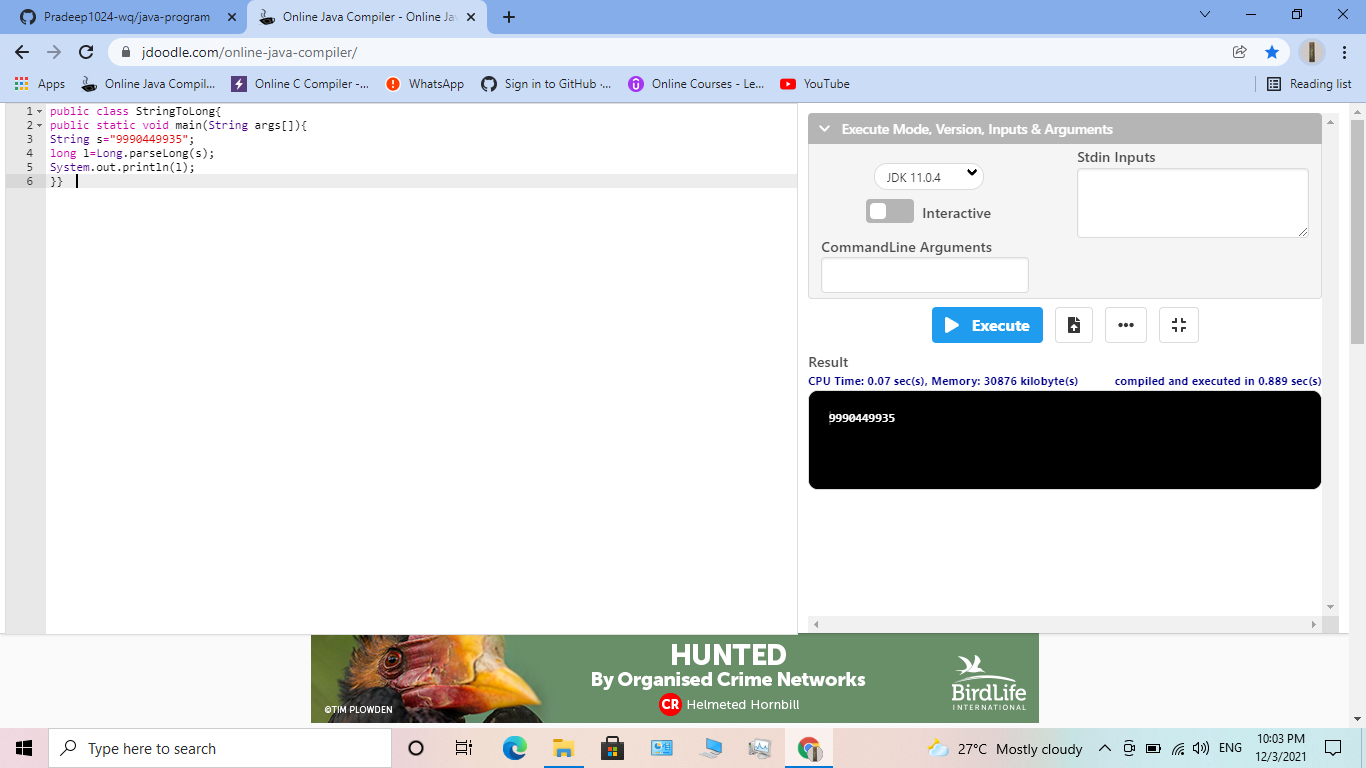 Pradeep1024-wq/java-program
Online Java Compiler - Online Ja
jdoodle.com/online-java-compiler/
Apps
Online Java Compil...
Online C Compiler -...
WhatsApp
Sign in to GitHub ·...
Online Courses - Le...
YouTube
Reading list
1 public class StringToLong{
2 public static void main(String args[]){
3 String s="9990449935";
4 long l=Long.parseLong(s);
5 System.out.println(l);
6 }}
Execute Mode, Version, Inputs & Arguments
JDK 11.0.4
Interactive
Stdin Inputs
CommandLine Arguments
Execute
Result
CPU Time: 0.07 sec(s), Memory: 30876 kilobyte(s)
compiled and executed in 0.889 sec(s)
9990449935
HUNTED
By Organised Crime Networks
CR Helmeted Hornbill
©TIM PLOWDEN
BirdLife
INTERNATIONAL
Type here to search
27°C Mostly cloudy
ENG
10:03 PM
12/3/2021